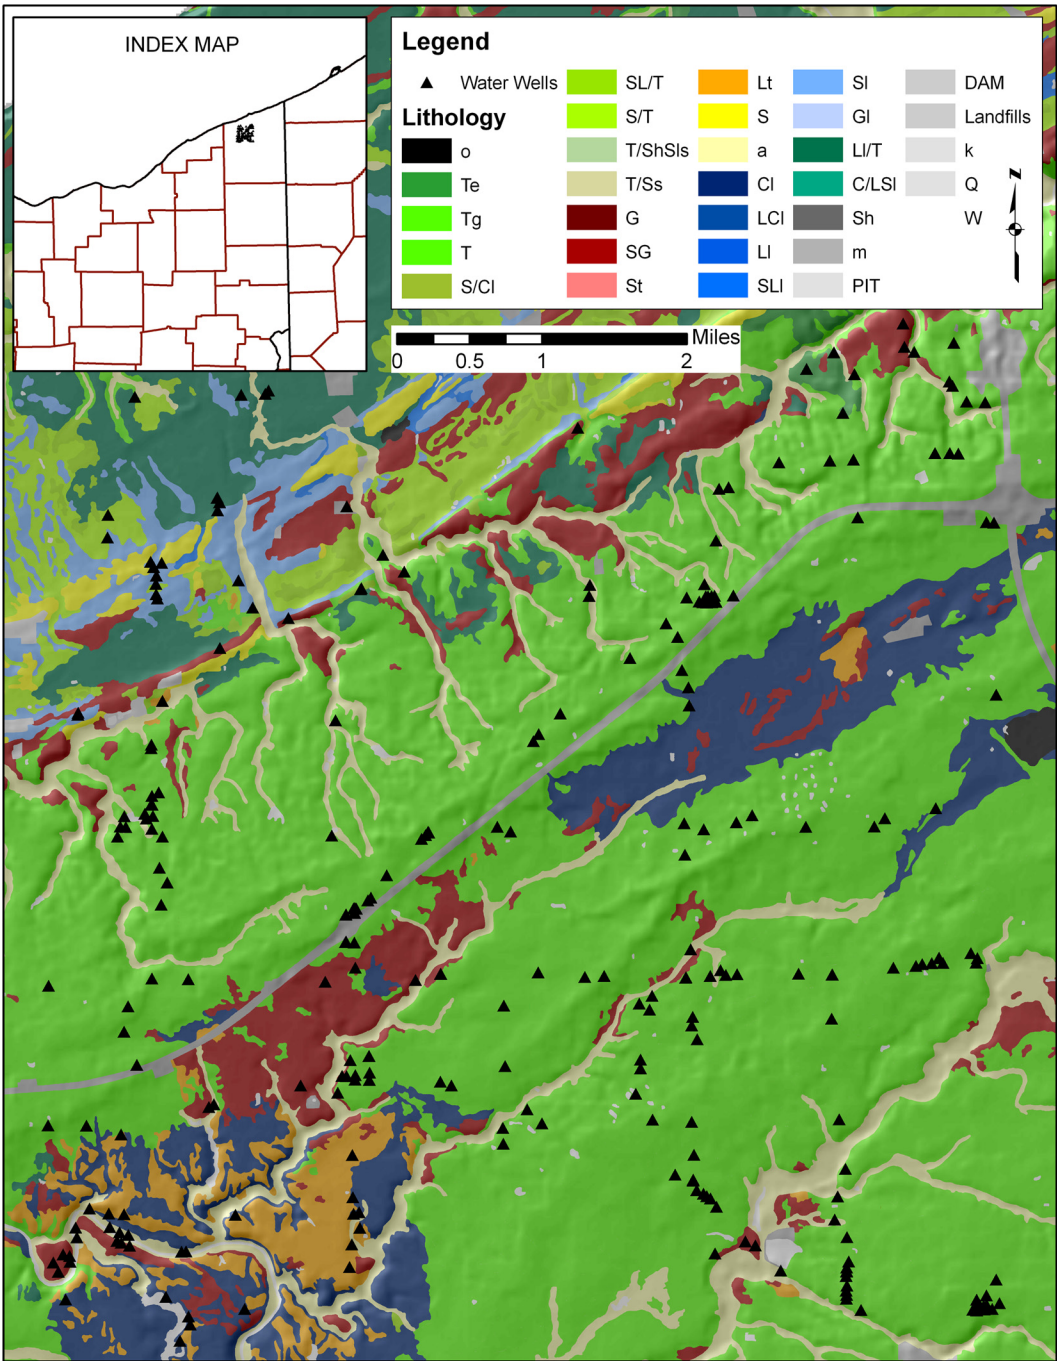 INDEX MAP
Legend
Water Wells
Lithology
o
Te
Tg
T
S/Cl
SL/T
S/T
T/ShSls
T/Ss
G
SG
St
Lt
S
a
Cl
LCl
Ll
SLl
Sl
Gl
Ll/T
C/LSl
Sh
m
PIT
DAM
Landfills
k
Q
W
N
Miles
0 0.5 1 2